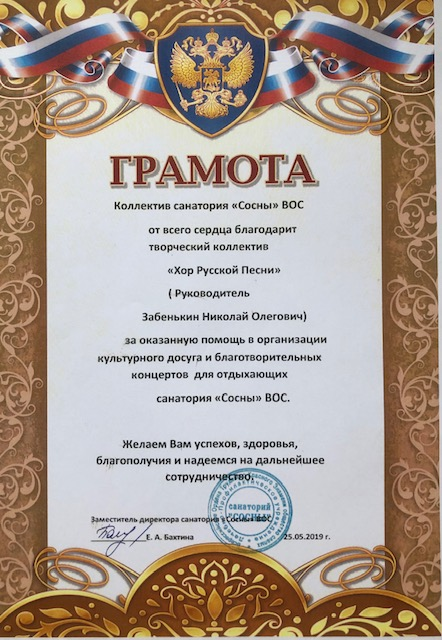 ГРАМОТА
Коллектив санатория «Сосны» ВОС
от всего сердца благодарит
творческий коллектив
«Хор Русской Песни»
( Руководитель
Забенькин Николай Олегович)
за оказанную помощь в организации
культурного досуга и благотворительных
концертов для отдыхающих
санатория «Сосны» ВОС.
Желаем Вам успехов, здоровья,
благополучия и надеемся на дальнейшее
сотрудничество.
Заместитель директора санатория «Сосны» ВОС
Е. А. Бахтина
25.05.2019 г.
санаторий
"СОСНЫ"